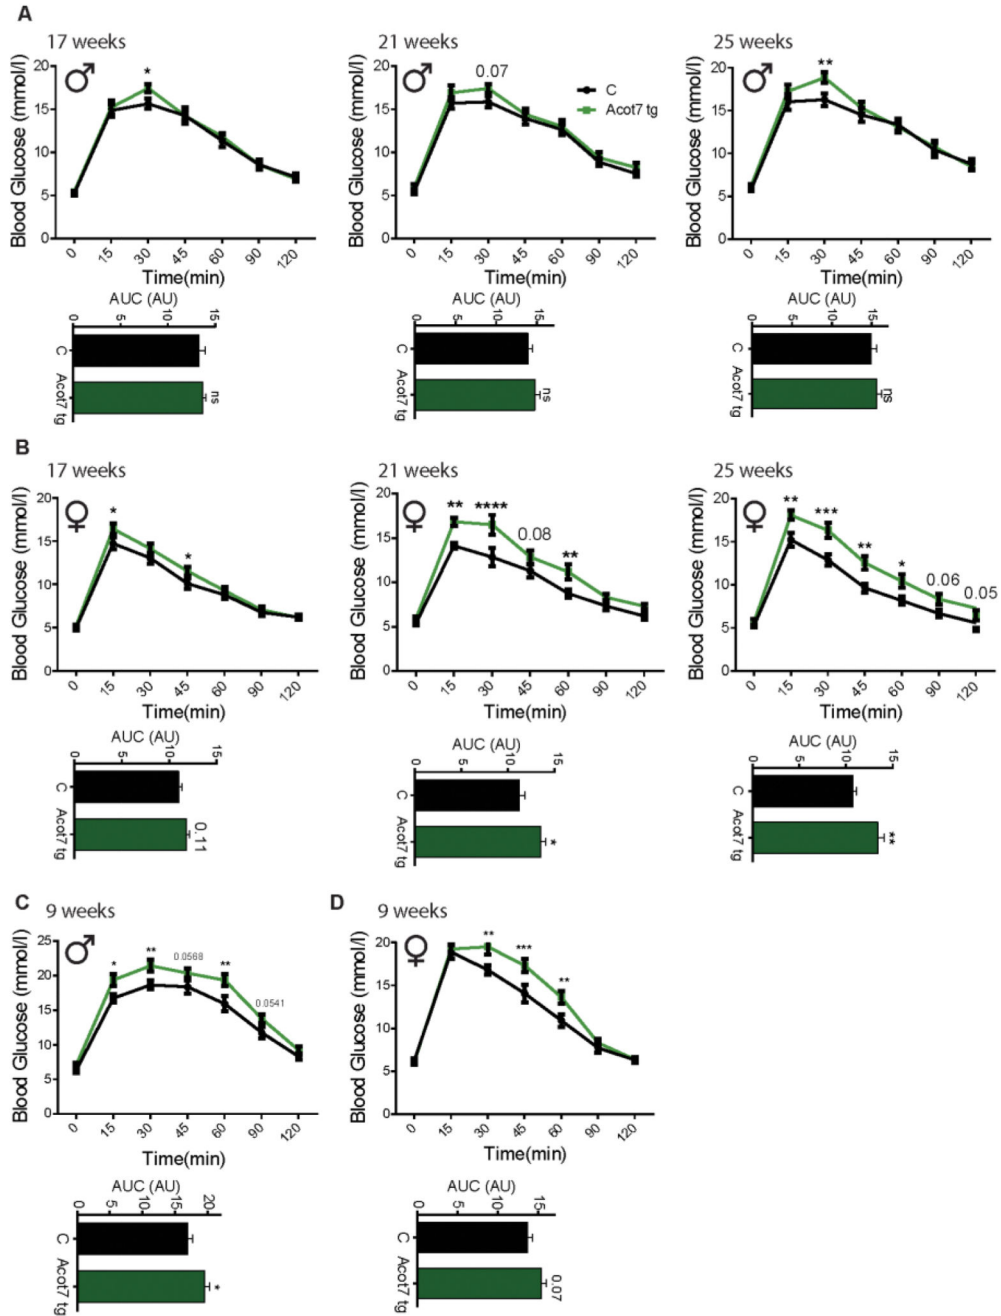 A
17 weeks
21 weeks
25 weeks
Blood Glucose (mmol/l)
20
15
10
5
0
*
0 15 30 45 60 90 120
Time(min)
Blood Glucose (mmol/l)
20
15
10
5
0
0.07
C
Acot7 tg
0 15 30 45 60 90 120
Time(min)
Blood Glucose (mmol/l)
20
15
10
5
0
**
0 15 30 45 60 90 120
Time(min)
AUC (AU)
0 5 10 15
C
Acot7 tg
ns
AUC (AU)
0 5 10 15
C
Acot7 tg
ns
AUC (AU)
0 5 10 15
C
Acot7 tg
ns
B
17 weeks
21 weeks
25 weeks
Blood Glucose (mmol/l)
20
15
10
5
0
* *
0 15 30 45 60 90 120
Time(min)
Blood Glucose (mmol/l)
20
15
10
5
0
** **** 0.08 **
0 15 30 45 60 90 120
Time(min)
Blood Glucose (mmol/l)
20
15
10
5
0
** *** ** * 0.06 0.05
0 15 30 45 60 90 120
Time(min)
AUC (AU)
0 5 10 15
C
Acot7 tg
0.11
AUC (AU)
0 5 10 15
C
Acot7 tg
*
AUC (AU)
0 5 10 15
C
Acot7 tg
**
C
9 weeks
Blood Glucose (mmol/l)
25
20
15
10
5
0
* ** 0.0568 ** 0.0541
0 15 30 45 60 90 120
Time(min)
AUC (AU)
0 5 10 15 20
C
Acot7 tg
*
D
9 weeks
Blood Glucose (mmol/l)
20
15
10
5
0
** *** **
0 15 30 45 60 90 120
Time(min)
AUC (AU)
0 5 10 15
C
Acot7 tg
0.07